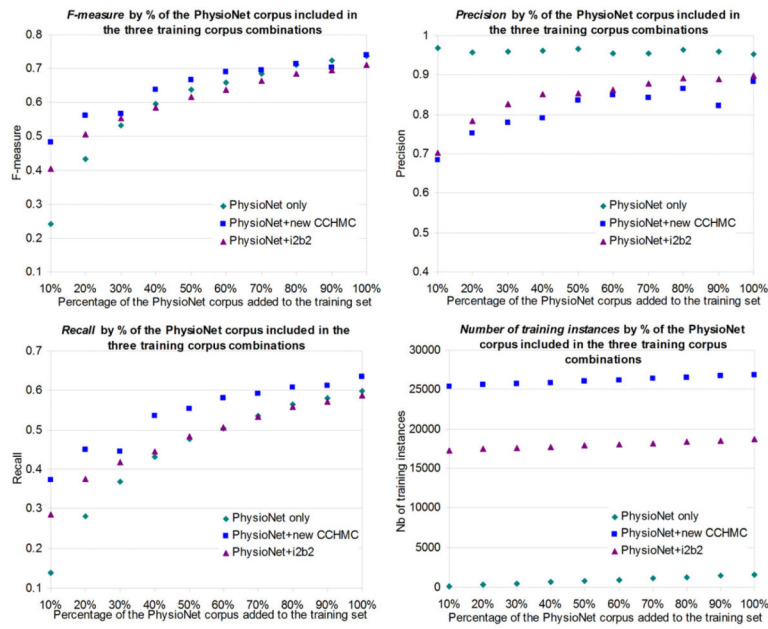 F-measure by % of the PhysioNet corpus included in
the three training corpus combinations
0.8
0.7
0.6
0.5
0.4
0.3
0.2
0.1
F-measure
PhysioNet only
PhysioNet+new CCHMC
PhysioNet+i2b2
10% 20% 30% 40% 50% 60% 70% 80% 90% 100%
Percentage of the PhysioNet corpus added to the training set
Precision by % of the PhysioNet corpus included in
the three training corpus combinations
1
0.9
0.8
0.7
0.6
0.5
0.4
Precision
PhysioNet only
PhysioNet+new CCHMC
PhysioNet+i2b2
10% 20% 30% 40% 50% 60% 70% 80% 90% 100%
Percentage of the PhysioNet corpus added to the training set
Recall by % of the PhysioNet corpus included in the
three training corpus combinations
0.7
0.6
0.5
0.4
0.3
0.2
0.1
Recall
PhysioNet only
PhysioNet+new CCHMC
PhysioNet+i2b2
10% 20% 30% 40% 50% 60% 70% 80% 90% 100%
Percentage of the PhysioNet corpus added to the training set
Number of training instances by % of the PhysioNet
corpus included in the three training corpus
combinations
30000
25000
20000
15000
10000
5000
0
Nb of training instances
PhysioNet only
PhysioNet+new CCHMC
PhysioNet+i2b2
10% 20% 30% 40% 50% 60% 70% 80% 90% 100%
Percentage of the PhysioNet corpus added to the training set